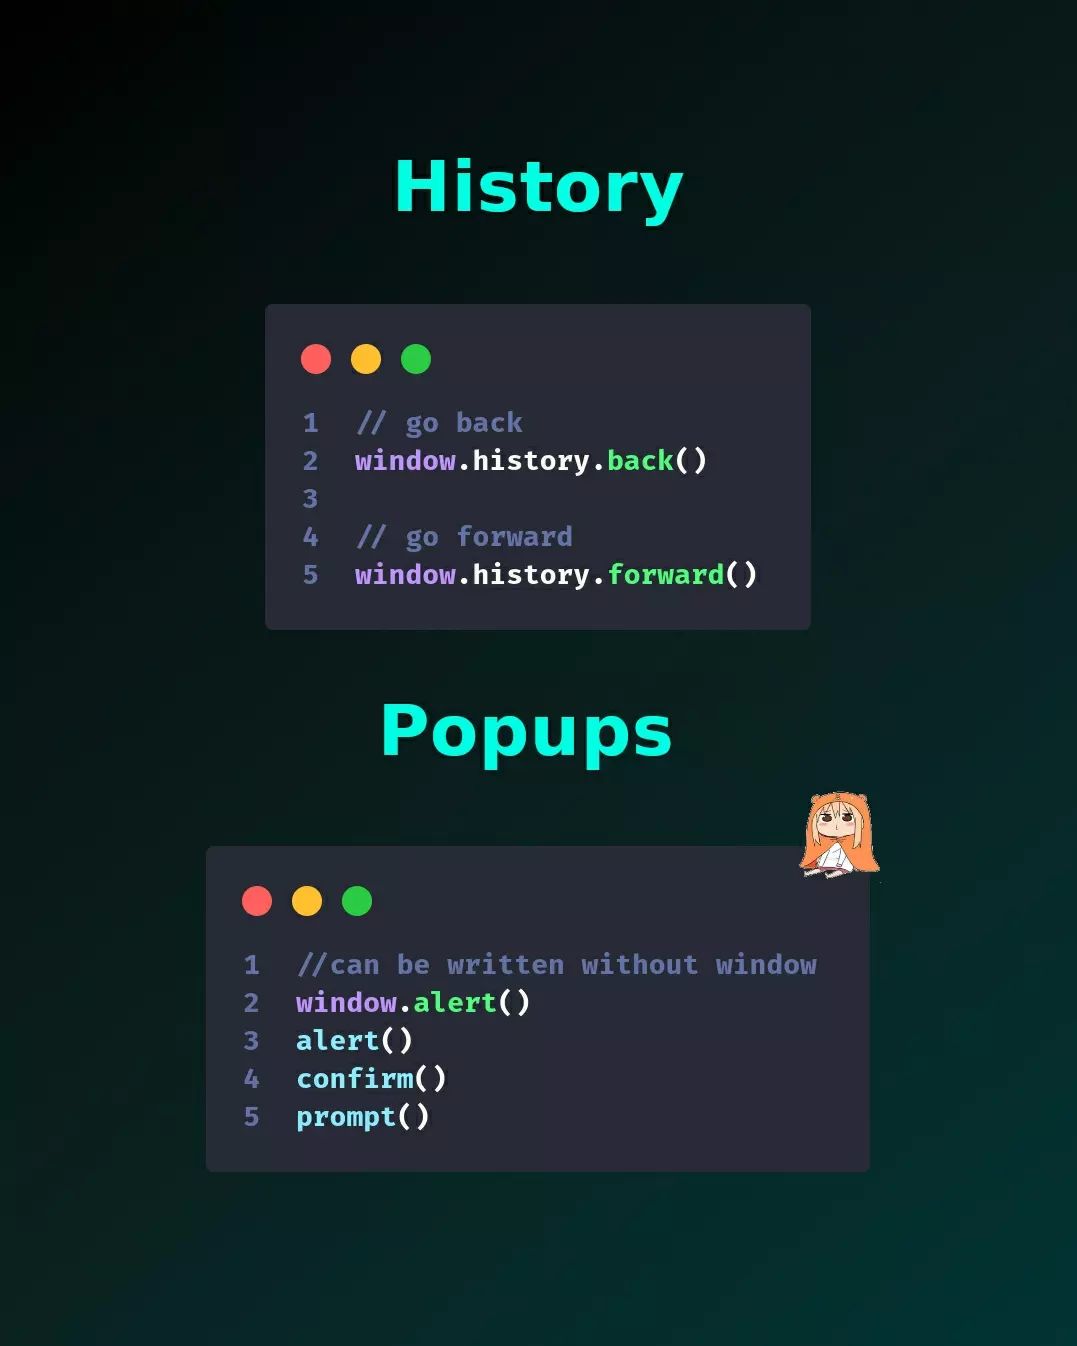 History
1 // go back
2 window.history.back()
3
4 // go forward
5 window.history.forward()
Popups
1 //can be written without window
2 window.alert()
3 alert()
4 confirm()
5 prompt()